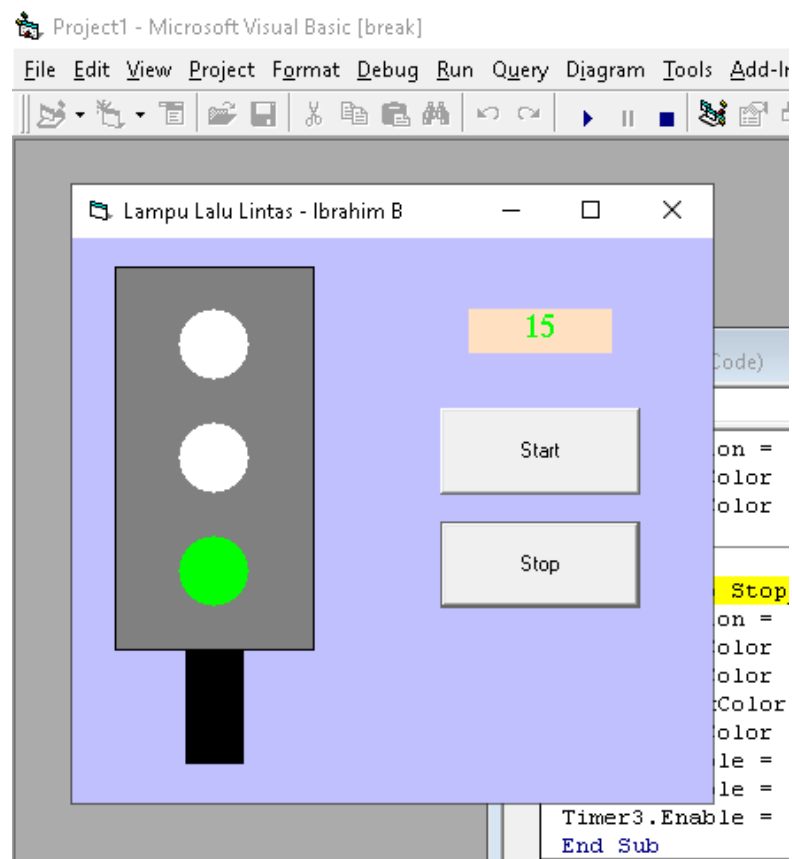 Project1 - Microsoft Visual Basic [break]
File Edit View Project Format Debug Run Query Diagram Tools
Lampu Lalu Lintas - Ibrahim B
15
Code)
Start
on =
olor
olor
Stop
Stop
on =
olor
olor
Color
olor
le =
le =
Timer3.Enable =
End Sub